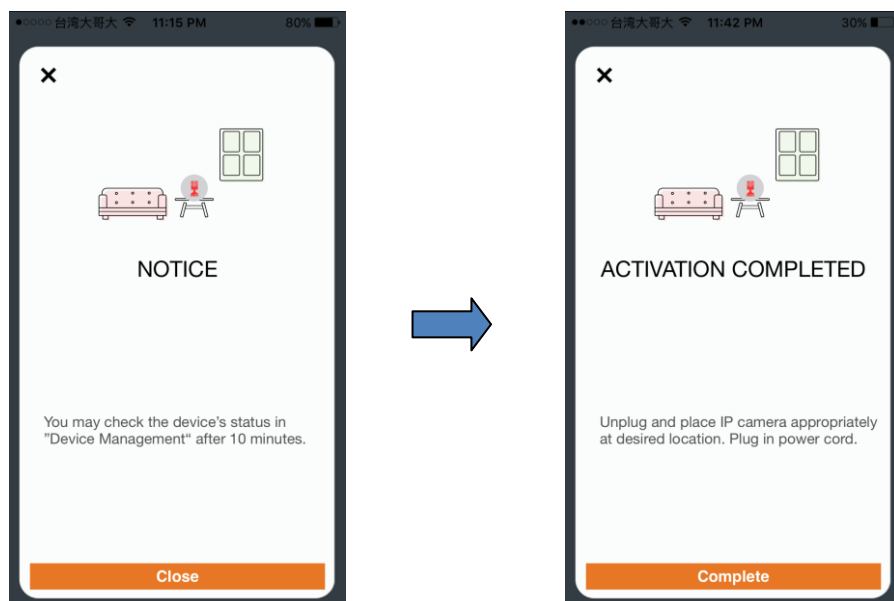 台湾大哥大 11:15 PM 80%
NOTICE
You may check the device's status in
"Device Management“ after 10 minutes.
Close
台湾大哥大 11:42 PM 30%
ACTIVATION COMPLETED
Unplug and place IP camera appropriately
at desired location. Plug in power cord.
Complete